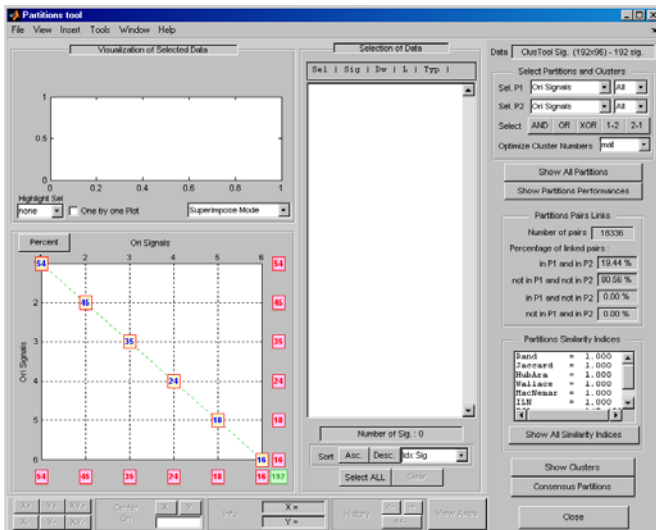 Partitions tool
File View Insert Tools Window Help
Visualization of Selected Data
1
0.5
0
0 0.2 0.4 0.6 0.8 1
Highlight Sel
none
One by one Plot
Superimpose Mode
Percent
Ori Signals
1 2 3 4 5 6
54 54
2 45 45
3 35 35
Ori Signals
4 24 24
5 18 18
6 16 16
54 45 35 24 18 16 192
Selection of Data
Sel | Sig | Dw | L | Typ |
Number of Sig. : 0
Sort Asc. Desc. Idx Sig
Select ALL Clear
Data ClusTool Sig. (192x96) - 192 sig.
Select Partitions and Clusters
Sel. P1 Ori Signals All
Sel. P2 Ori Signals All
Select AND OR XOR 1-2 2-1
Optimize Cluster Numbers mat
Show All Partitions
Show Partitions Performances
Partitions Pairs Links
Number of pairs 18336
Percentage of linked pairs :
in P1 and in P2 19.44 %
not in P1 and not in P2 80.56 %
in P1 and not in P2 0.00 %
not in P1 and in P2 0.00 %
Partitions Similarity Indices
Rand = 1.000
Jaccard = 1.000
HubAra = 1.000
Wallace = 1.000
MacNemar = 1.000
ILN = 1.000
Show All Similarity Indices
Show Clusters
Consensus Partitions
Close
X+ Y+ XY+
X- Y- XY-
Center On
X Y
Info
X =
Y =
History
View Axes